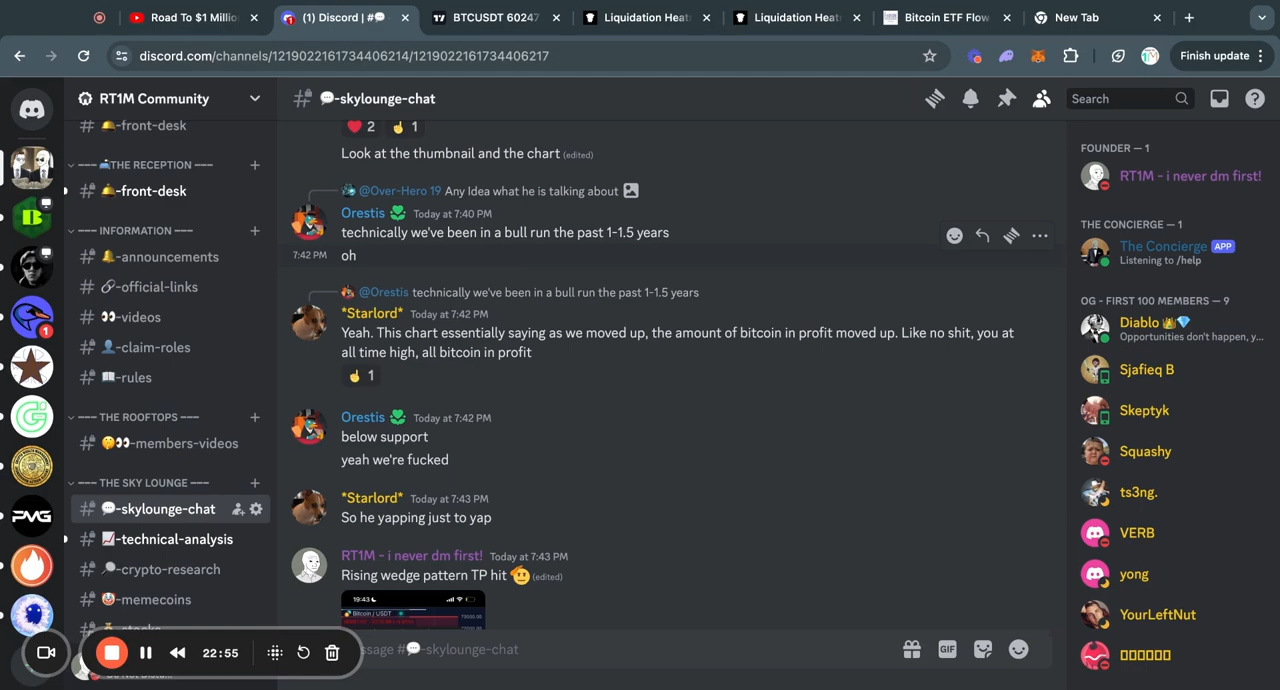 Road To $1 Millio
(1) Discord | #💬
BTCUSDT 60247
Liquidation Heat
Liquidation Heat
Bitcoin ETF Flow
New Tab
discord.com/channels/1219022161734406214/1219022161734406217
Finish update
RT1M Community
💬-skylounge-chat
Search
🛎️-front-desk
--- 🛋️THE RECEPTION ---
🛎️-front-desk
--- INFORMATION ---
🔔-announcements
🔗-official-links
👀-videos
👤-claim-roles
📖-rules
--- THE ROOFTOPS ---
🤫👀-members-videos
--- THE SKY LOUNGE ---
💬-skylounge-chat
📈-technical-analysis
🔎-crypto-research
🤡-memecoins
❤️ 2 ☝️ 1
Look at the thumbnail and the chart (edited)
@Over-Hero 19 Any Idea what he is talking about
Orestis Today at 7:40 PM
technically we've been in a bull run the past 1-1.5 years
7:42 PM oh
@Orestis technically we've been in a bull run the past 1-1.5 years
*Starlord* Today at 7:42 PM
Yeah. This chart essentially saying as we moved up, the amount of bitcoin in profit moved up. Like no shit, you at
all time high, all bitcoin in profit
☝️ 1
Orestis Today at 7:42 PM
below support
yeah we're fucked
*Starlord* Today at 7:43 PM
So he yapping just to yap
RT1M - i never dm first! Today at 7:43 PM
Rising wedge pattern TP hit 🫡 (edited)
19:43
Bitcoin / USDT
essage #💬-skylounge-chat
GIF
22:55
FOUNDER — 1
RT1M - i never dm first!
THE CONCIERGE — 1
The Concierge APP
Listening to /help
OG - FIRST 100 MEMBERS — 9
Diablo 👑💎
Opportunities don't happen, y...
Sjafieq B
Skeptyk
Squashy
ts3ng.
VERB
yong
YourLeftNut
B
1
PMG